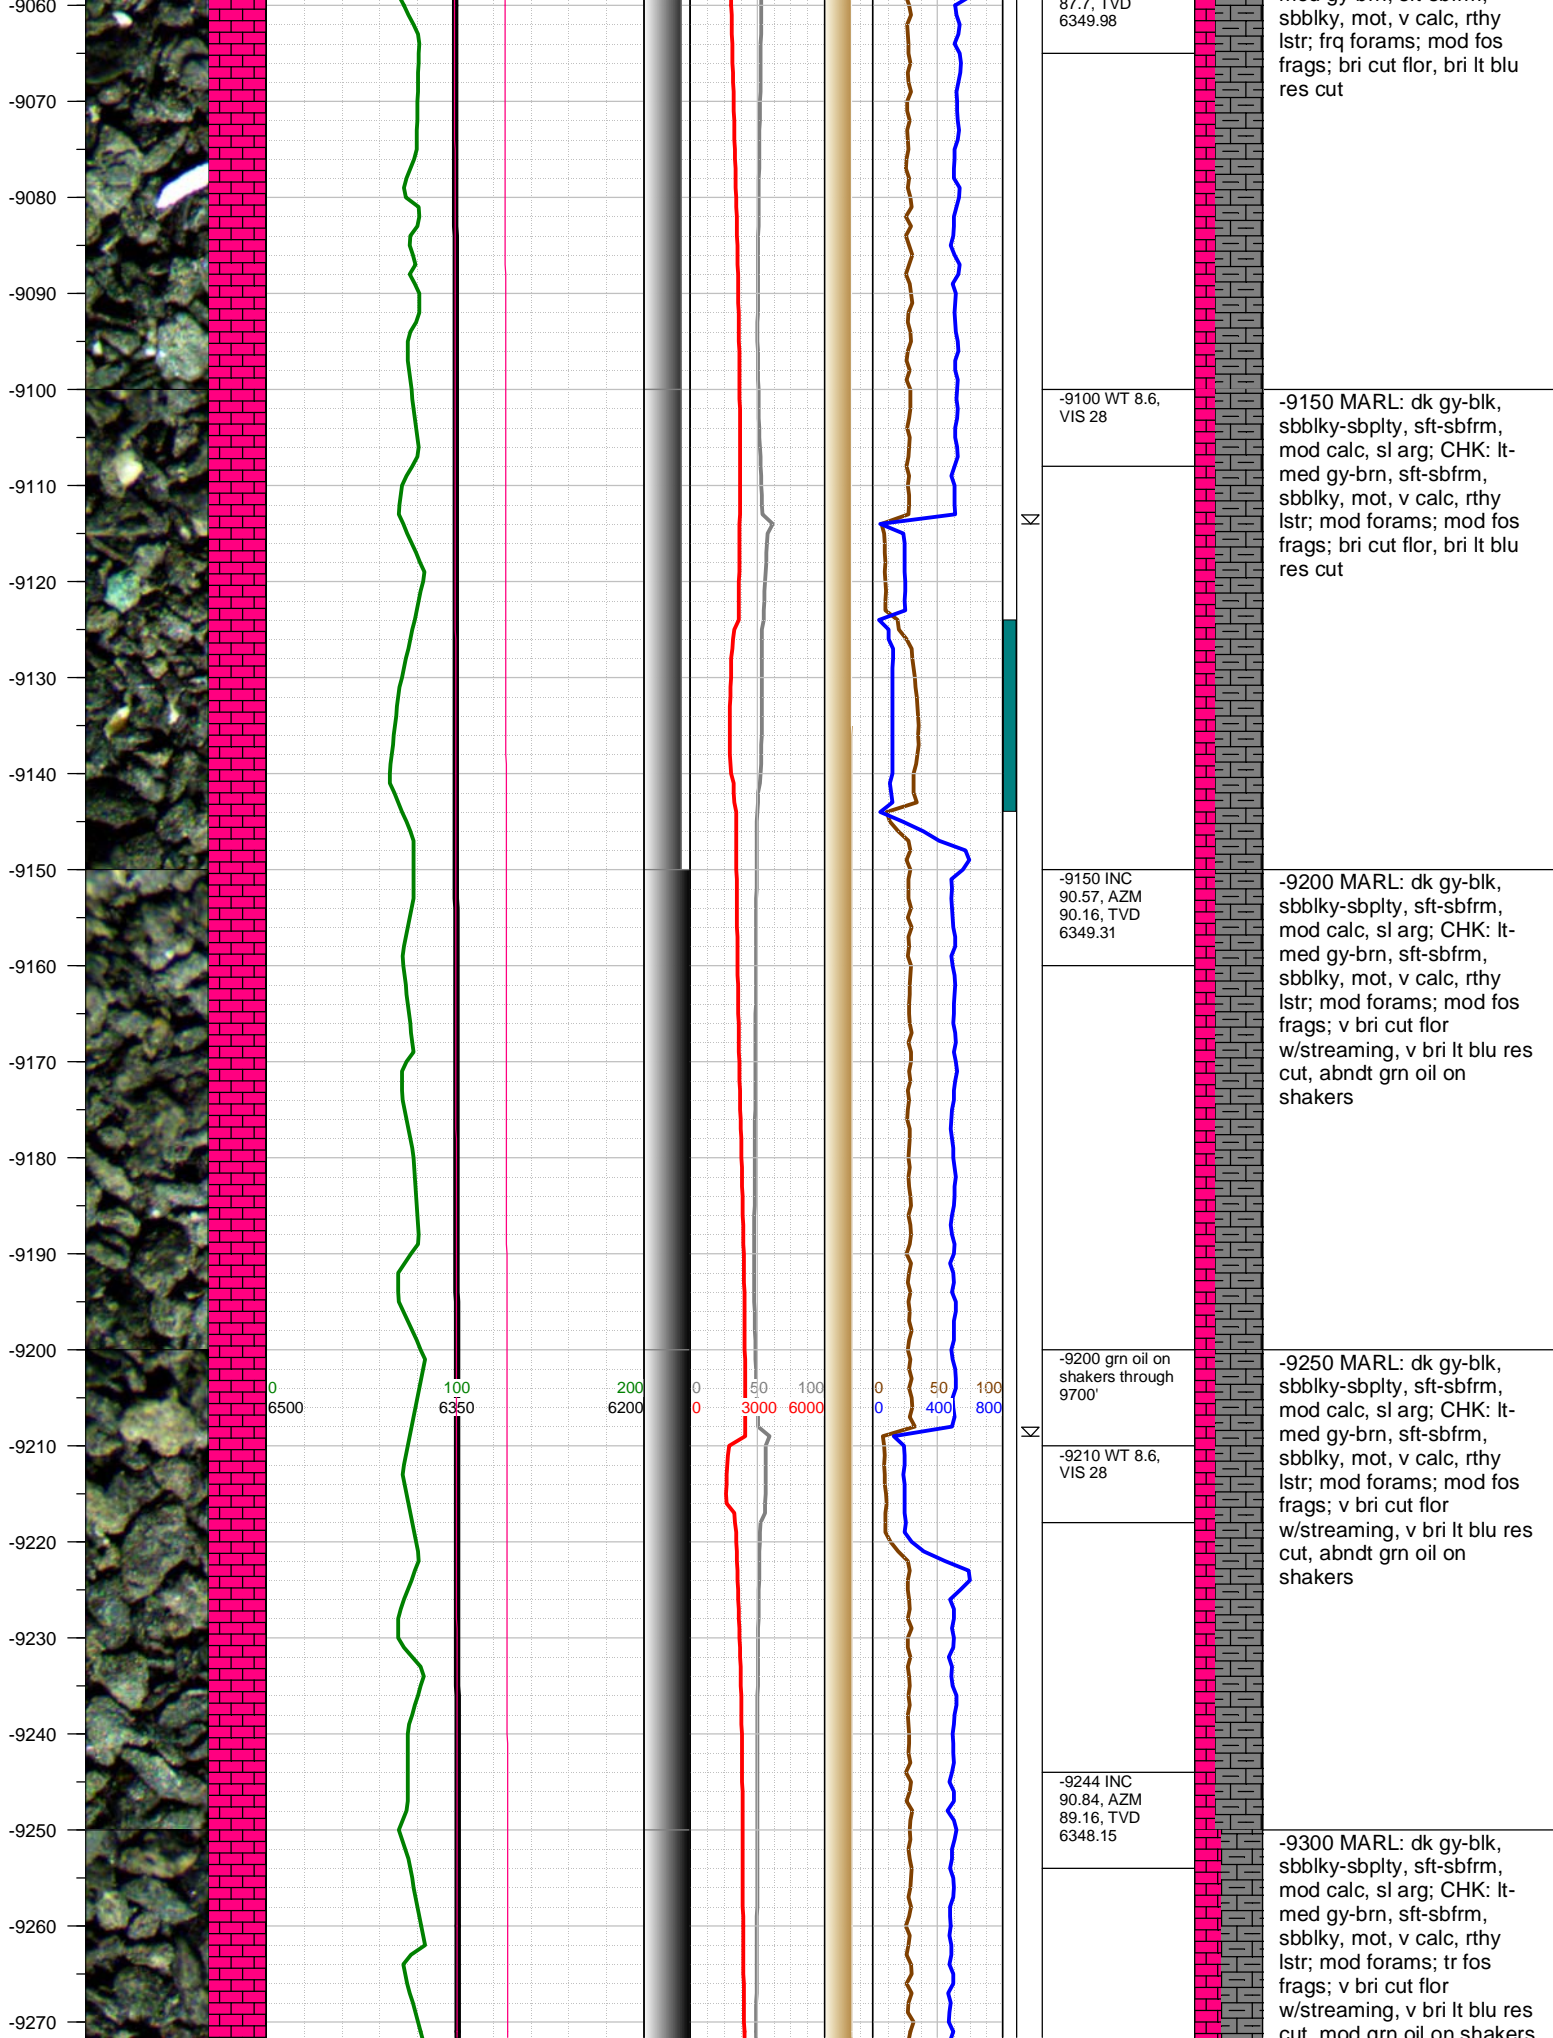 -9060
-9070
-9080
-9090
-9100
-9110
-9120
-9130
-9140
-9150
-9160
-9170
-9180
-9190
-9200
-9210
-9220
-9230
-9240
-9250
-9260
-9270
0 100 200
6500 6350 6200
0 50 100
0 3000 6000
0 50 100
0 400 800
87.7, TVD
6349.98
-9100 WT 8.6,
VIS 28
-9150 INC
90.57, AZM
90.16, TVD
6349.31
-9200 grn oil on
shakers through
9700'
-9210 WT 8.6,
VIS 28
-9244 INC
90.84, AZM
89.16, TVD
6348.15
sbblky, mot, v calc, rthy
lstr; frq forams; mod fos
frags; bri cut flor, bri lt blu
res cut
-9150 MARL: dk gy-blk,
sbblky-sbplty, sft-sbfrm,
mod calc, sl arg; CHK: lt-
med gy-brn, sft-sbfrm,
sbblky, mot, v calc, rthy
lstr; mod forams; mod fos
frags; bri cut flor, bri lt blu
res cut
-9200 MARL: dk gy-blk,
sbblky-sbplty, sft-sbfrm,
mod calc, sl arg; CHK: lt-
med gy-brn, sft-sbfrm,
sbblky, mot, v calc, rthy
lstr; mod forams; mod fos
frags; v bri cut flor
w/streaming, v bri lt blu res
cut, abndt grn oil on
shakers
-9250 MARL: dk gy-blk,
sbblky-sbplty, sft-sbfrm,
mod calc, sl arg; CHK: lt-
med gy-brn, sft-sbfrm,
sbblky, mot, v calc, rthy
lstr; mod forams; mod fos
frags; v bri cut flor
w/streaming, v bri lt blu res
cut, abndt grn oil on
shakers
-9300 MARL: dk gy-blk,
sbblky-sbplty, sft-sbfrm,
mod calc, sl arg; CHK: lt-
med gy-brn, sft-sbfrm,
sbblky, mot, v calc, rthy
lstr; mod forams; tr fos
frags; v bri cut flor
w/streaming, v bri lt blu res
cut, mod grn oil on shakers